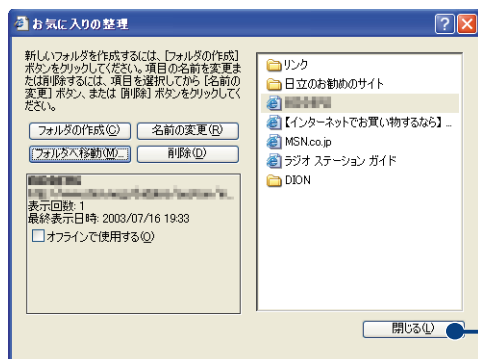 お気に入りの整理
新しいフォルダを作成するには、[フォルダの作成]
ボタンをクリックしてください。項目の名前を変更ま
たは削除するには、項目を選択してから [名前の
変更] ボタン、または [削除] ボタンをクリックしてく
ださい。
フォルダの作成(C) 名前の変更(R)
フォルダへ移動(M)... 削除(D)
表示回数: 1
最終表示日時: 2003/07/16 19:33
オフラインで使用する(O)
リンク
日立のお勧めのサイト
【インターネットでお買い物するなら】 ...
MSN.co.jp
ラジオ ステーション ガイド
DION
閉じる(L)